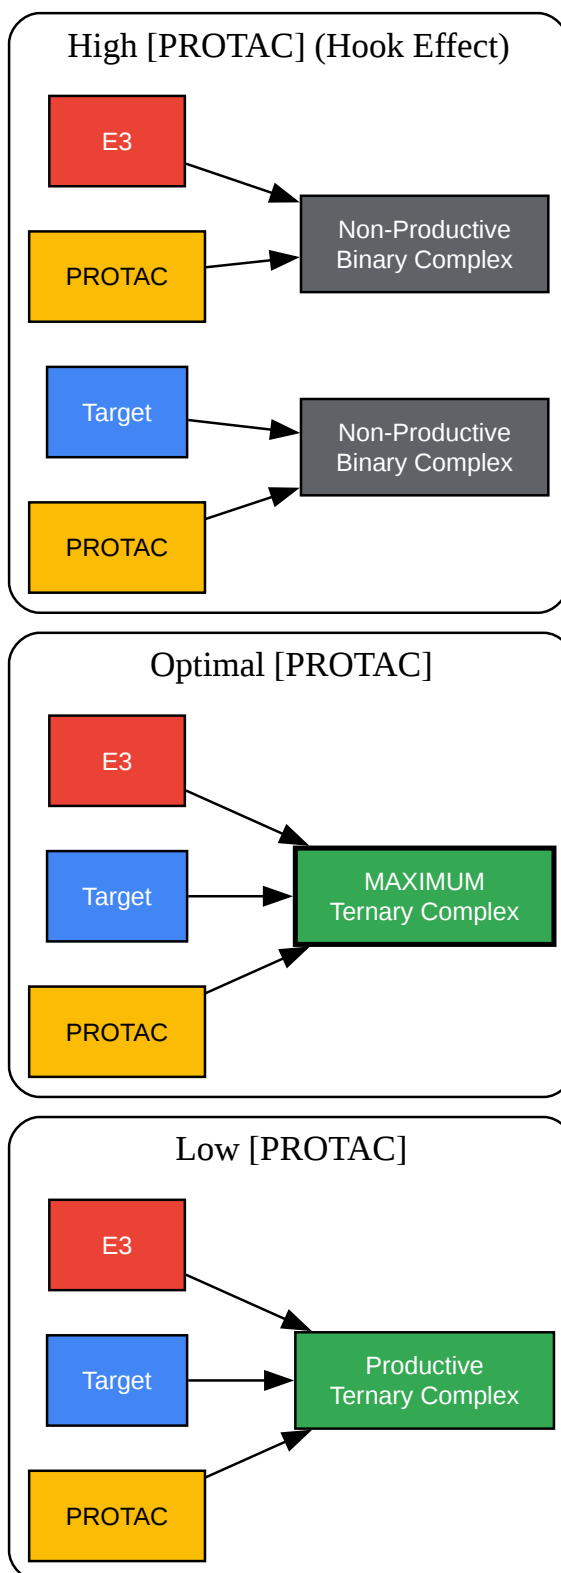 High [PROTAC] (Hook Effect)
E3
Non-Productive
Binary Complex
PROTAC
Target
Non-Productive
Binary Complex
PROTAC
Optimal [PROTAC]
E3
Target
MAXIMUM
Ternary Complex
PROTAC
Low [PROTAC]
E3
Target
Productive
Ternary Complex
PROTAC